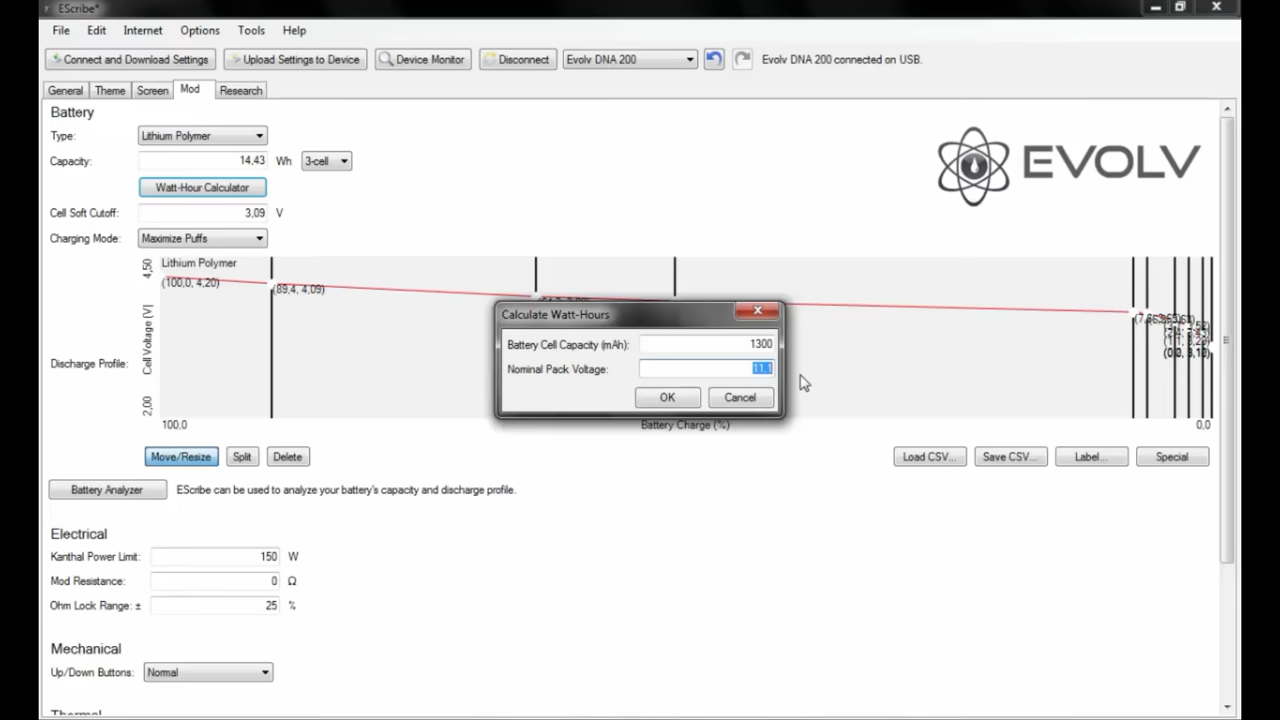 EScribe*
File Edit Internet Options Tools Help
Connect and Download Settings Upload Settings to Device Device Monitor Disconnect Evolv DNA 200 Evolv DNA 200 connected on USB.
General Theme Screen Mod Research
Battery
Type: Lithium Polymer
Capacity: 14,43 Wh 3-cell
EVOLV
Watt-Hour Calculator
Cell Soft Cutoff: 3,09 V
Charging Mode: Maximize Puffs
Lithium Polymer
4,50
(100,0, 4,20)
(89,4, 4,09)
Calculate Watt-Hours
Battery Cell Capacity (mAh): 1300
Nominal Pack Voltage: 11,1
OK Cancel
Discharge Profile:
Cell Voltage (V)
2,00
100,0 Battery Charge (%) 0,0
Move/Resize Split Delete Load CSV... Save CSV... Label... Special
Battery Analyzer EScribe can be used to analyze your battery's capacity and discharge profile.
Electrical
Kanthal Power Limit: 150 W
Mod Resistance: 0 Ω
Ohm Lock Range: ± 25 %
Mechanical
Up/Down Buttons: Normal
Thermal